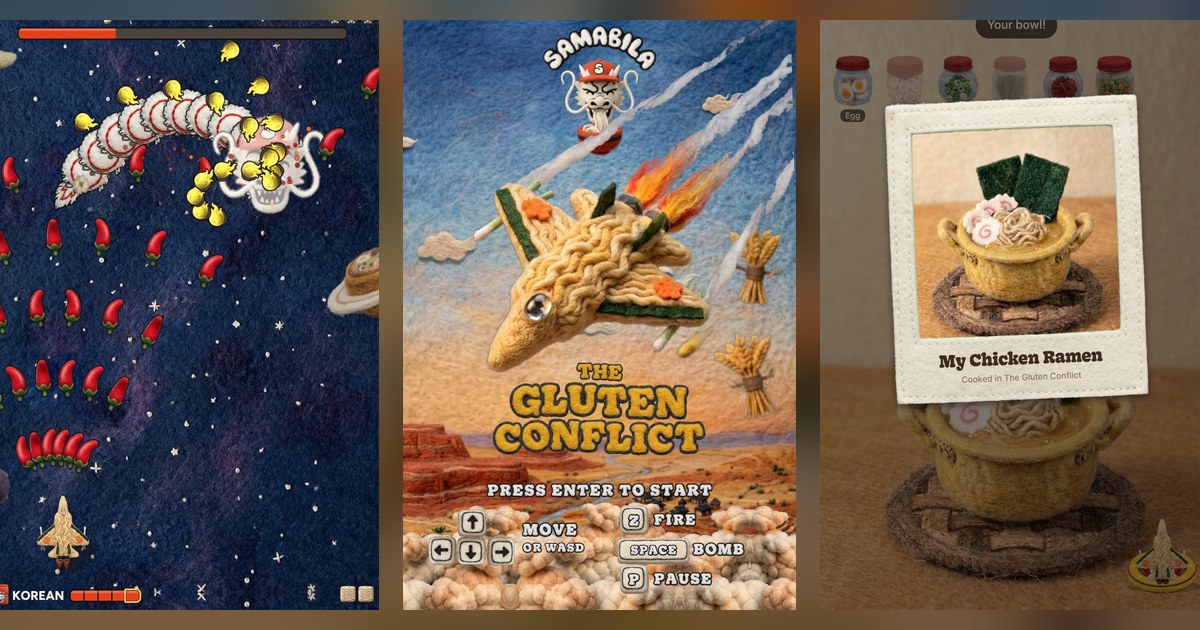 KOREAN
SAMABILA
S
THE
GLUTEN
CONFLICT
PRESS ENTER TO START
MOVE
OR WASD
Z FIRE
SPACE BOMB
P PAUSE
Your bowl!
Egg
My Chicken Ramen
Cooked in The Gluten Conflict